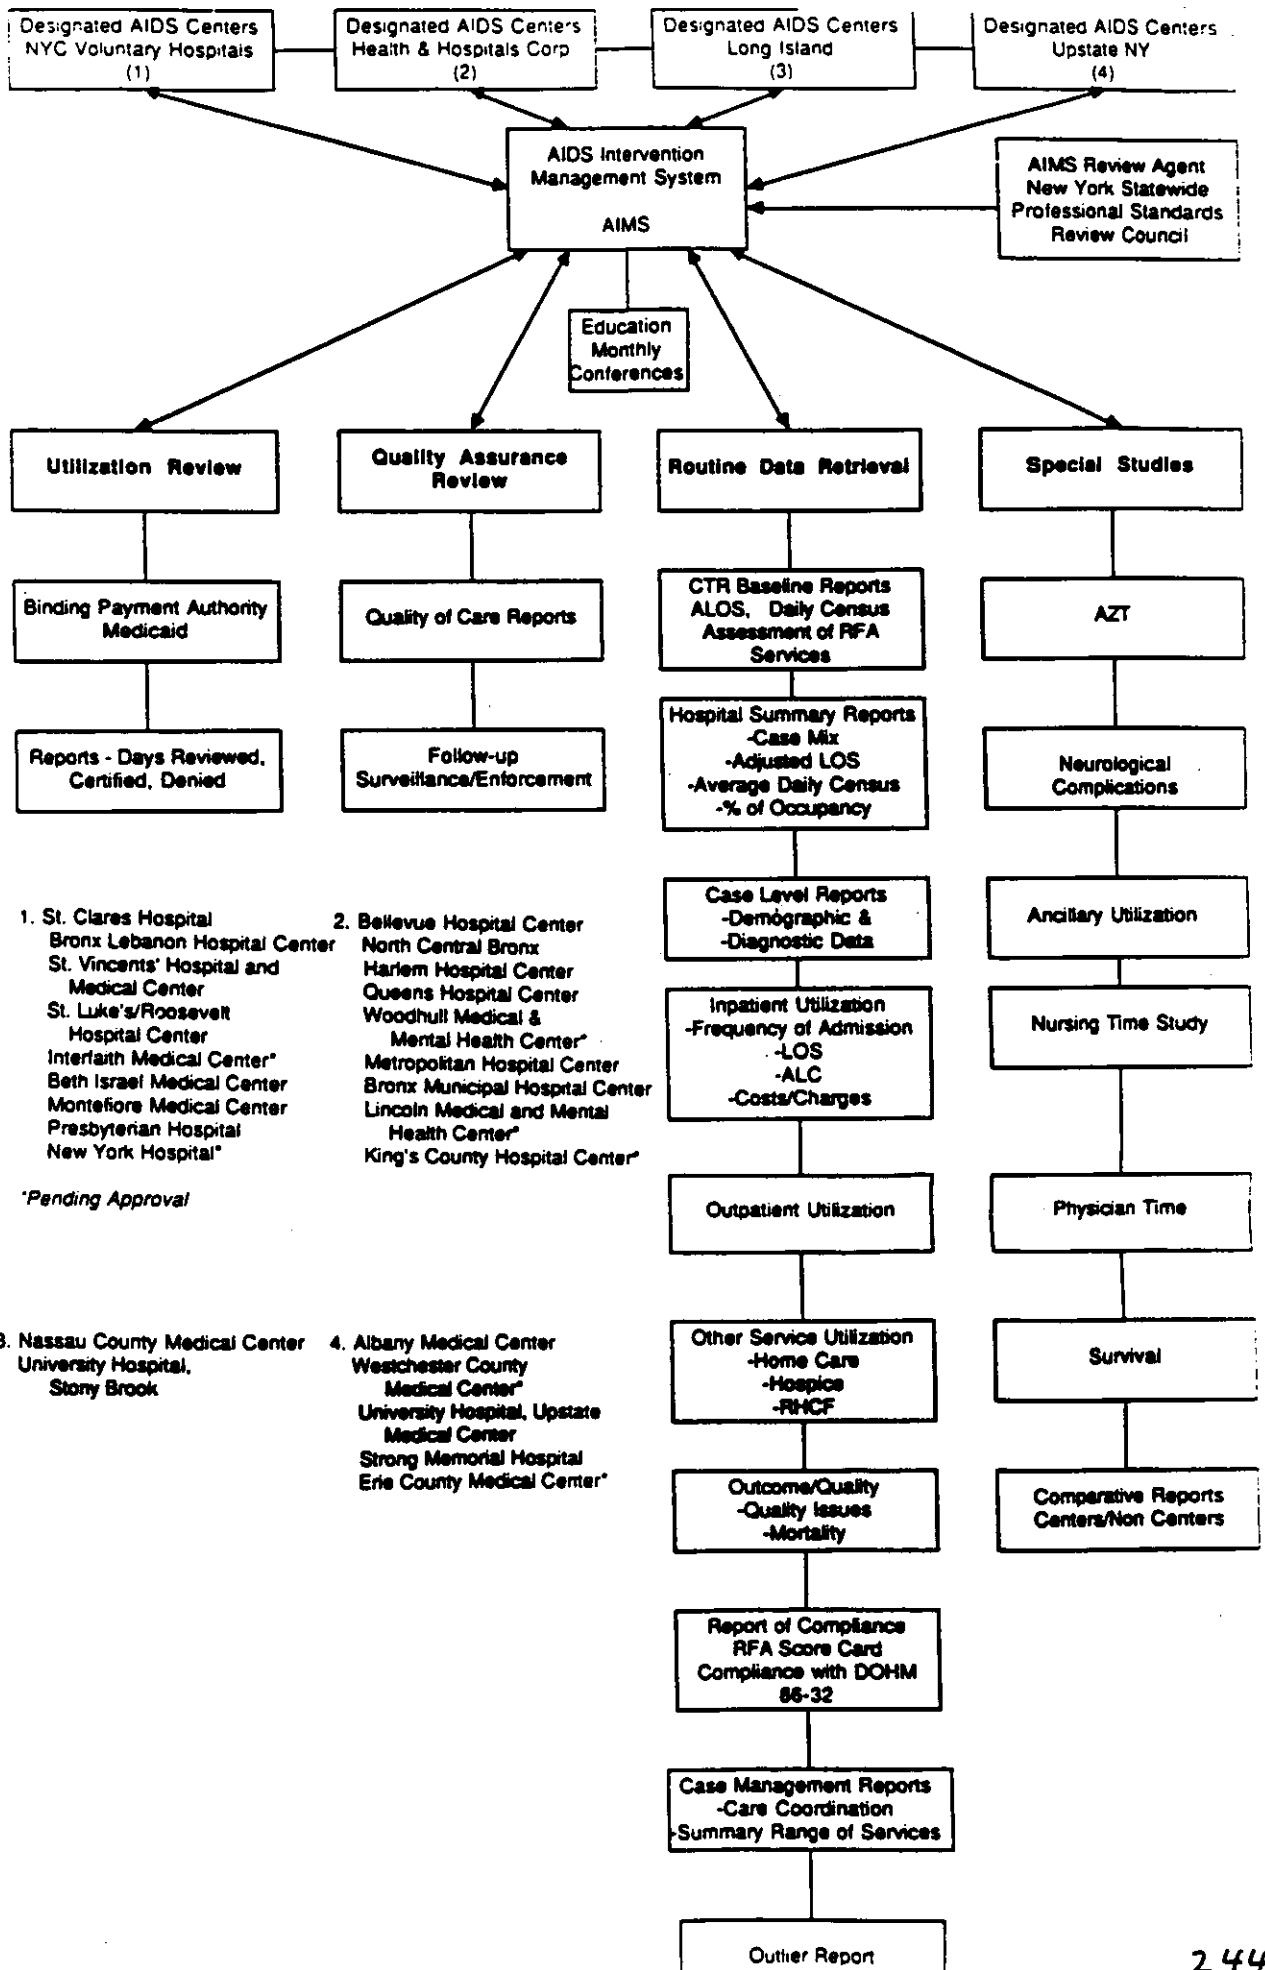 Designated AIDS Centers
NYC Voluntary Hospitals
(1)
Designated AIDS Centers
Health & Hospitals Corp
(2)
Designated AIDS Centers
Long Island
(3)
Designated AIDS Centers
Upstate NY
(4)
AIDS Intervention
Management System
AIMS
AIMS Review Agent
New York Statewide
Professional Standards
Review Council
Education
Monthly
Conferences
Utilization Review
Quality Assurance
Review
Routine Data Retrieval
Special Studies
Binding Payment Authority
Medicaid
Quality of Care Reports
CTR Baseline Reports
ALOS, Daily Census
Assessment of RFA
Services
AZT
Reports - Days Reviewed,
Certified, Denied
Follow-up
Surveillance/Enforcement
Hospital Summary Reports
-Case Mix
-Adjusted LOS
-Average Daily Census
-% of Occupancy
Neurological
Complications
Case Level Reports
-Demographic &
-Diagnostic Data
Ancillary Utilization
Inpatient Utilization
-Frequency of Admission
-LOS
-ALC
-Costs/Charges
Nursing Time Study
Outpatient Utilization
Physician Time
Other Service Utilization
-Home Care
-Hospice
-RHCF
Survival
Outcome/Quality
-Quality Issues
-Mortality
Comparative Reports
Centers/Non Centers
Report of Compliance
RFA Score Card
Compliance with DOHM
86-32
Case Management Reports
-Care Coordination
-Summary Range of Services
Outlier Report
1. St. Clares Hospital
Bronx Lebanon Hospital Center
St. Vincents' Hospital and
Medical Center
St. Luke's/Roosevelt
Hospital Center
Interfaith Medical Center*
Beth Israel Medical Center
Montefiore Medical Center
Presbyterian Hospital
New York Hospital*
*Pending Approval
2. Bellevue Hospital Center
North Central Bronx
Harlem Hospital Center
Queens Hospital Center
Woodhull Medical &
Mental Health Center*
Metropolitan Hospital Center
Bronx Municipal Hospital Center
Lincoln Medical and Mental
Health Center*
King's County Hospital Center*
3. Nassau County Medical Center
University Hospital,
Stony Brook
4. Albany Medical Center
Westchester County
Medical Center*
University Hospital, Upstate
Medical Center
Strong Memorial Hospital
Erie County Medical Center*
244